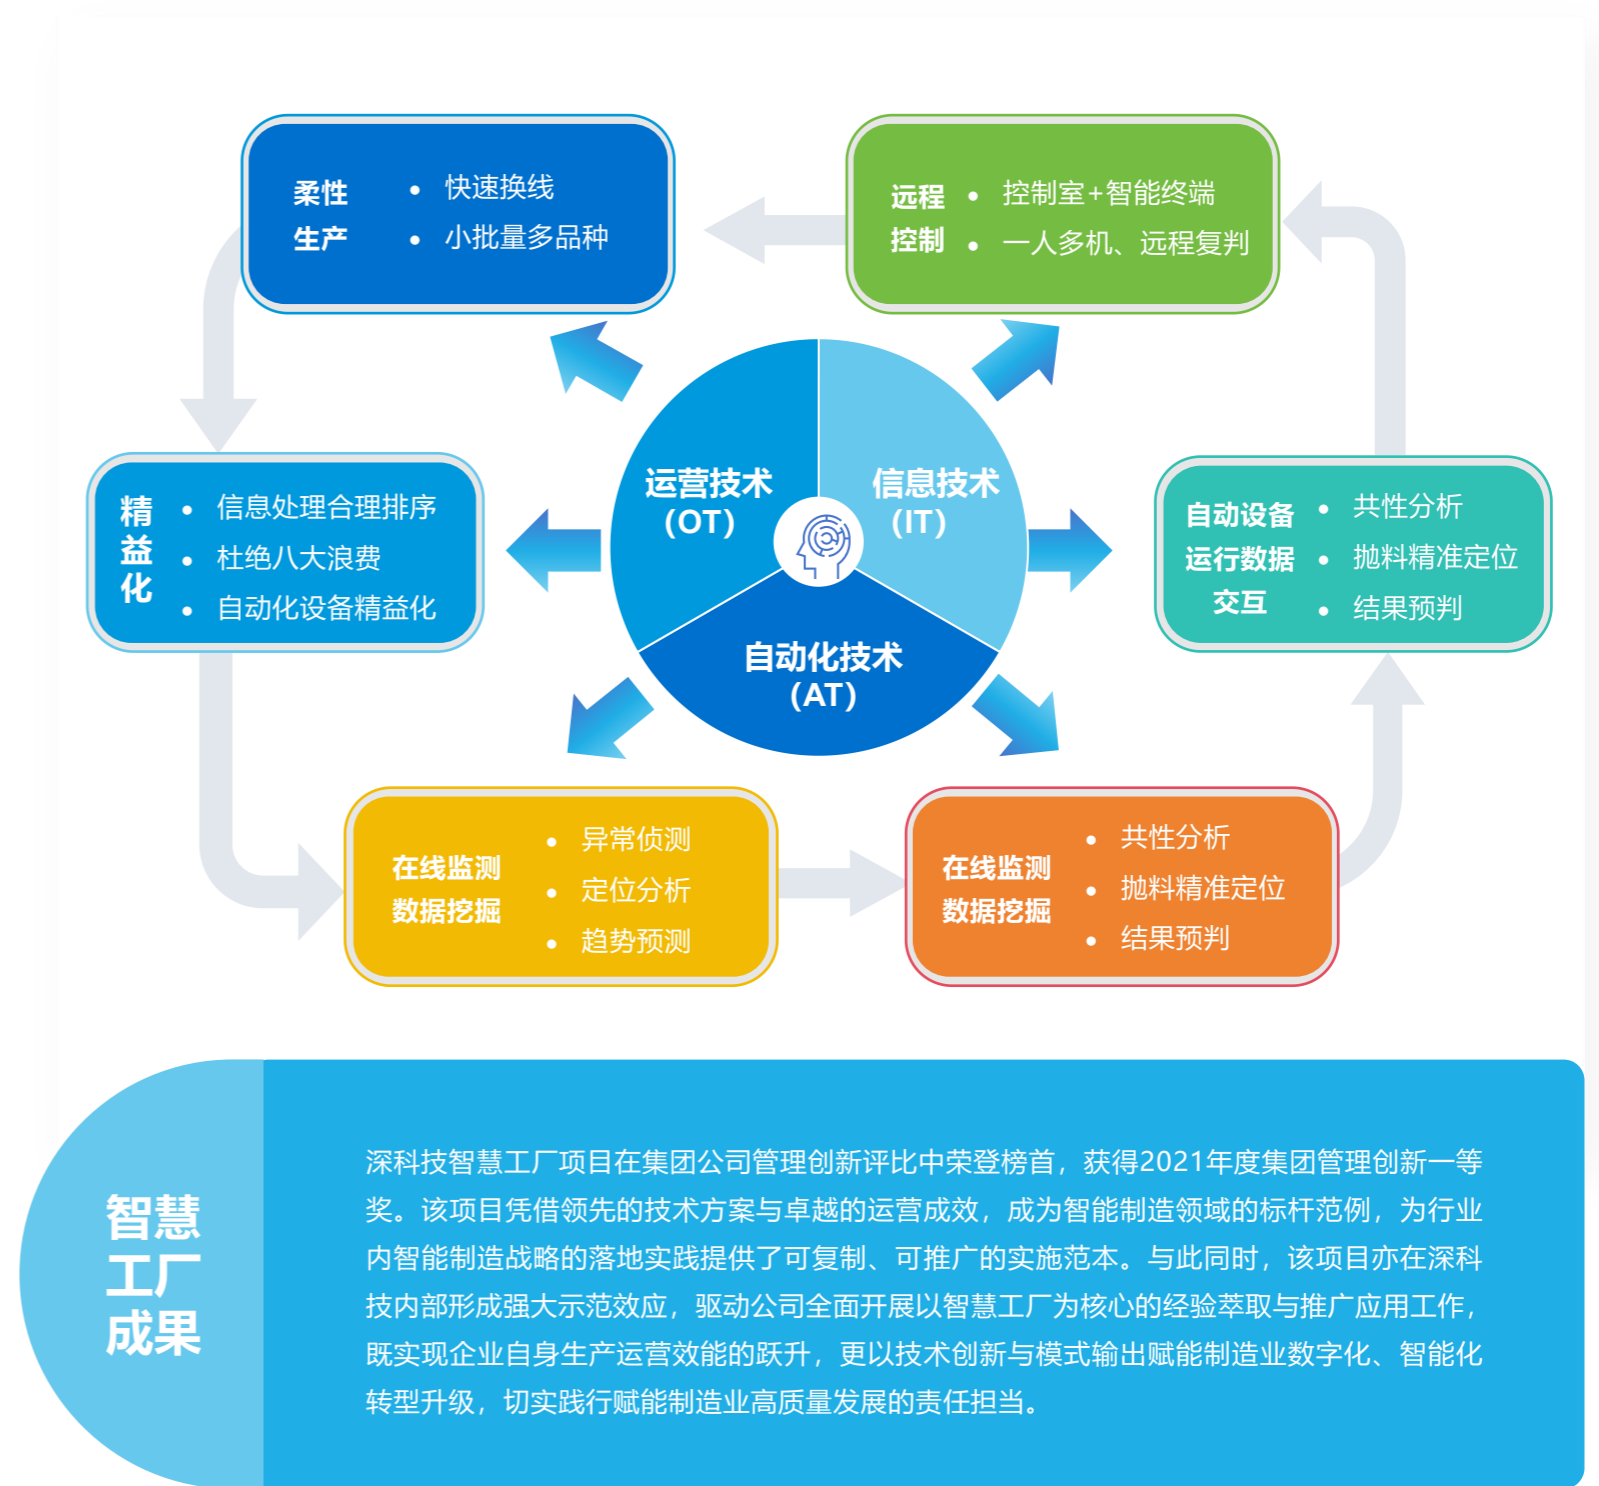 柔性
生产
快速换线
小批量多品种
远程
控制
控制室+智能终端
一人多机、远程复判
精
益
化
信息处理合理排序
杜绝八大浪费
自动化设备精益化
运营技术
(OT)
信息技术
(IT)
自动化技术
(AT)
自动设备
运行数据
交互
共性分析
抛料精准定位
结果预判
在线监测
数据挖掘
异常侦测
定位分析
趋势预测
在线监测
数据挖掘
共性分析
抛料精准定位
结果预判
智慧
工厂
成果
深科技智慧工厂项目在集团公司管理创新评比中荣登榜首，获得2021年度集团管理创新一等
奖。该项目凭借领先的技术方案与卓越的运营成效，成为智能制造领域的标杆范例，为行业
内智能制造战略的落地实践提供了可复制、可推广的实施范本。与此同时，该项目亦在深科
技内部形成强大示范效应，驱动公司全面开展以智慧工厂为核心的经验萃取与推广应用工作，
既实现企业自身生产运营效能的跃升，更以技术创新与模式输出赋能制造业数字化、智能化
转型升级，切实践行赋能制造业高质量发展的责任担当。